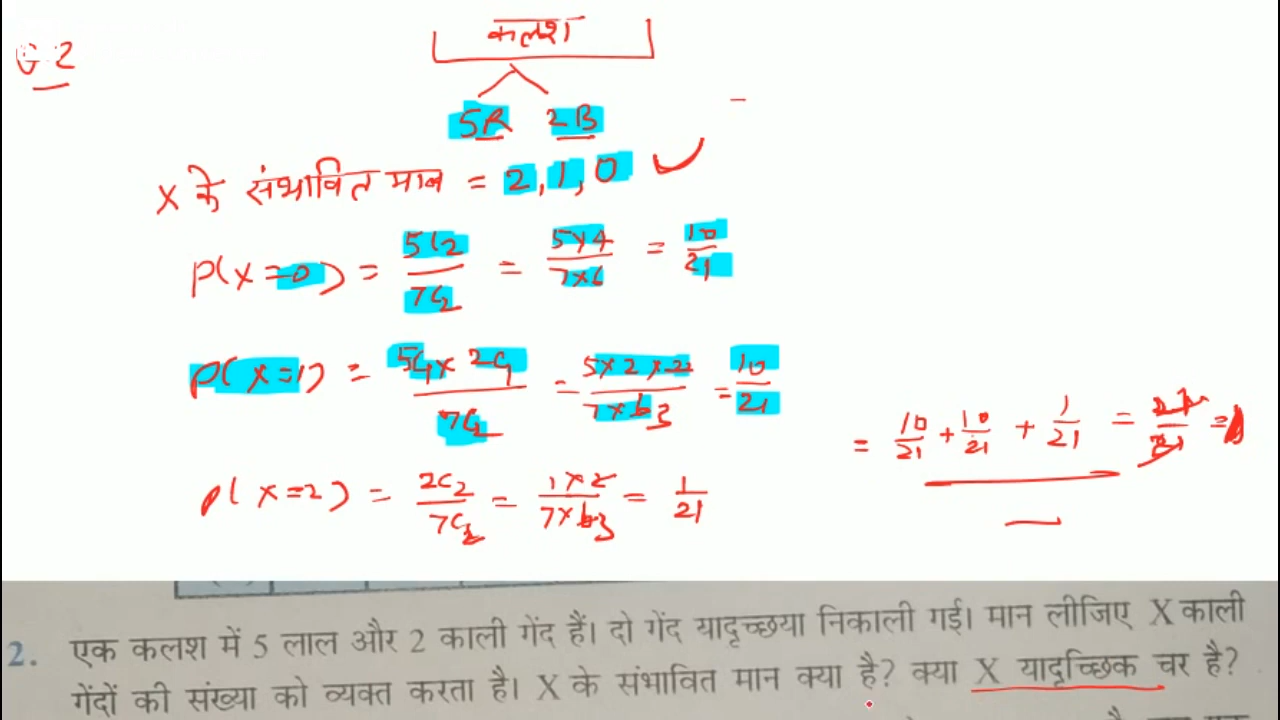 Q 2
कलश
5R 2B
X के संभावित मान = 2, 1, 0 ✓
P(X=0) = 5C2/7C2 = 5×4/7×6 = 10/21
P(X=1) = 5C1 × 2C1/7C2 = 5×2×2/7×6 3 = 10/21
= 10/21 + 10/21 + 1/21 = 21/21 = 1
P(X=2) = 2C2/7C2 = 1×2/7×6 3 = 1/21
2. एक कलश में 5 लाल और 2 काली गेंद हैं। दो गेंद यादृच्छया निकाली गई। मान लीजिए X काली
गेंदों की संख्या को व्यक्त करता है। X के संभावित मान क्या है? क्या X यादृच्छिक चर है?